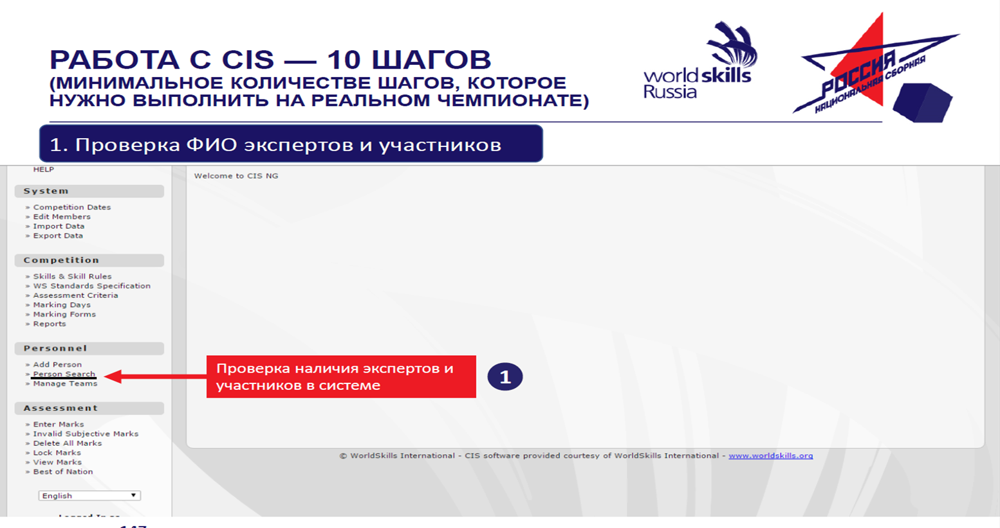 РАБОТА С CIS — 10 ШАГОВ
(МИНИМАЛЬНОЕ КОЛИЧЕСТВЕ ШАГОВ, КОТОРОЕ
НУЖНО ВЫПОЛНИТЬ НА РЕАЛЬНОМ ЧЕМПИОНАТЕ)
world skills
Russia
РОССИЯ
НАЦИОНАЛЬНАЯ СБОРНАЯ
1. Проверка ФИО экспертов и участников
HELP
System
» Competition Dates
» Edit Members
» Import Data
» Export Data
Competition
» Skills & Skill Rules
» WS Standards Specification
» Assessment Criteria
» Marking Days
» Marking Forms
» Reports
Personnel
» Add Person
» Person Search
» Manage Teams
Assessment
» Enter Marks
» Invalid Subjective Marks
» Delete All Marks
» Lock Marks
» View Marks
» Best of Nation
English
Welcome to CIS NG
Проверка наличия экспертов и
участников в системе
1
© WorldSkills International - CIS software provided courtesy of WorldSkills International - www.worldskills.org